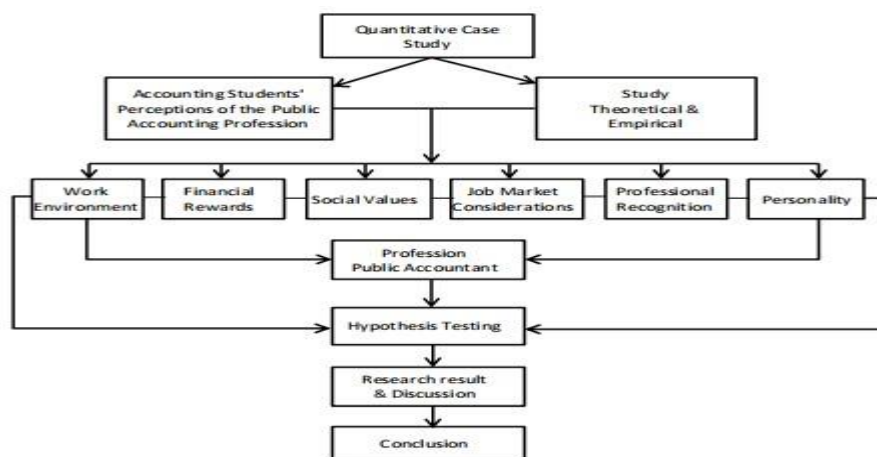 Quantitative Case
Study
Accounting Students'
Perceptions of the Public
Accounting Profession
Study
Theoretical &
Empirical
Work
Environment
Financial
Rewards
Social Values
Job Market
Considerations
Professional
Recognition
Personality
Profession
Public Accountant
Hypothesis Testing
Research result
& Discussion
Conclusion